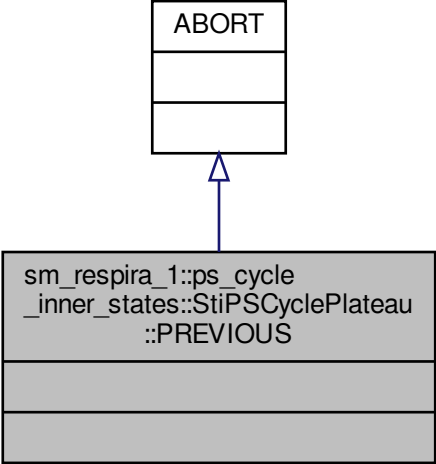 ABORT
sm_respira_1::ps_cycle
_inner_states::StiPSCyclePlateau
::PREVIOUS